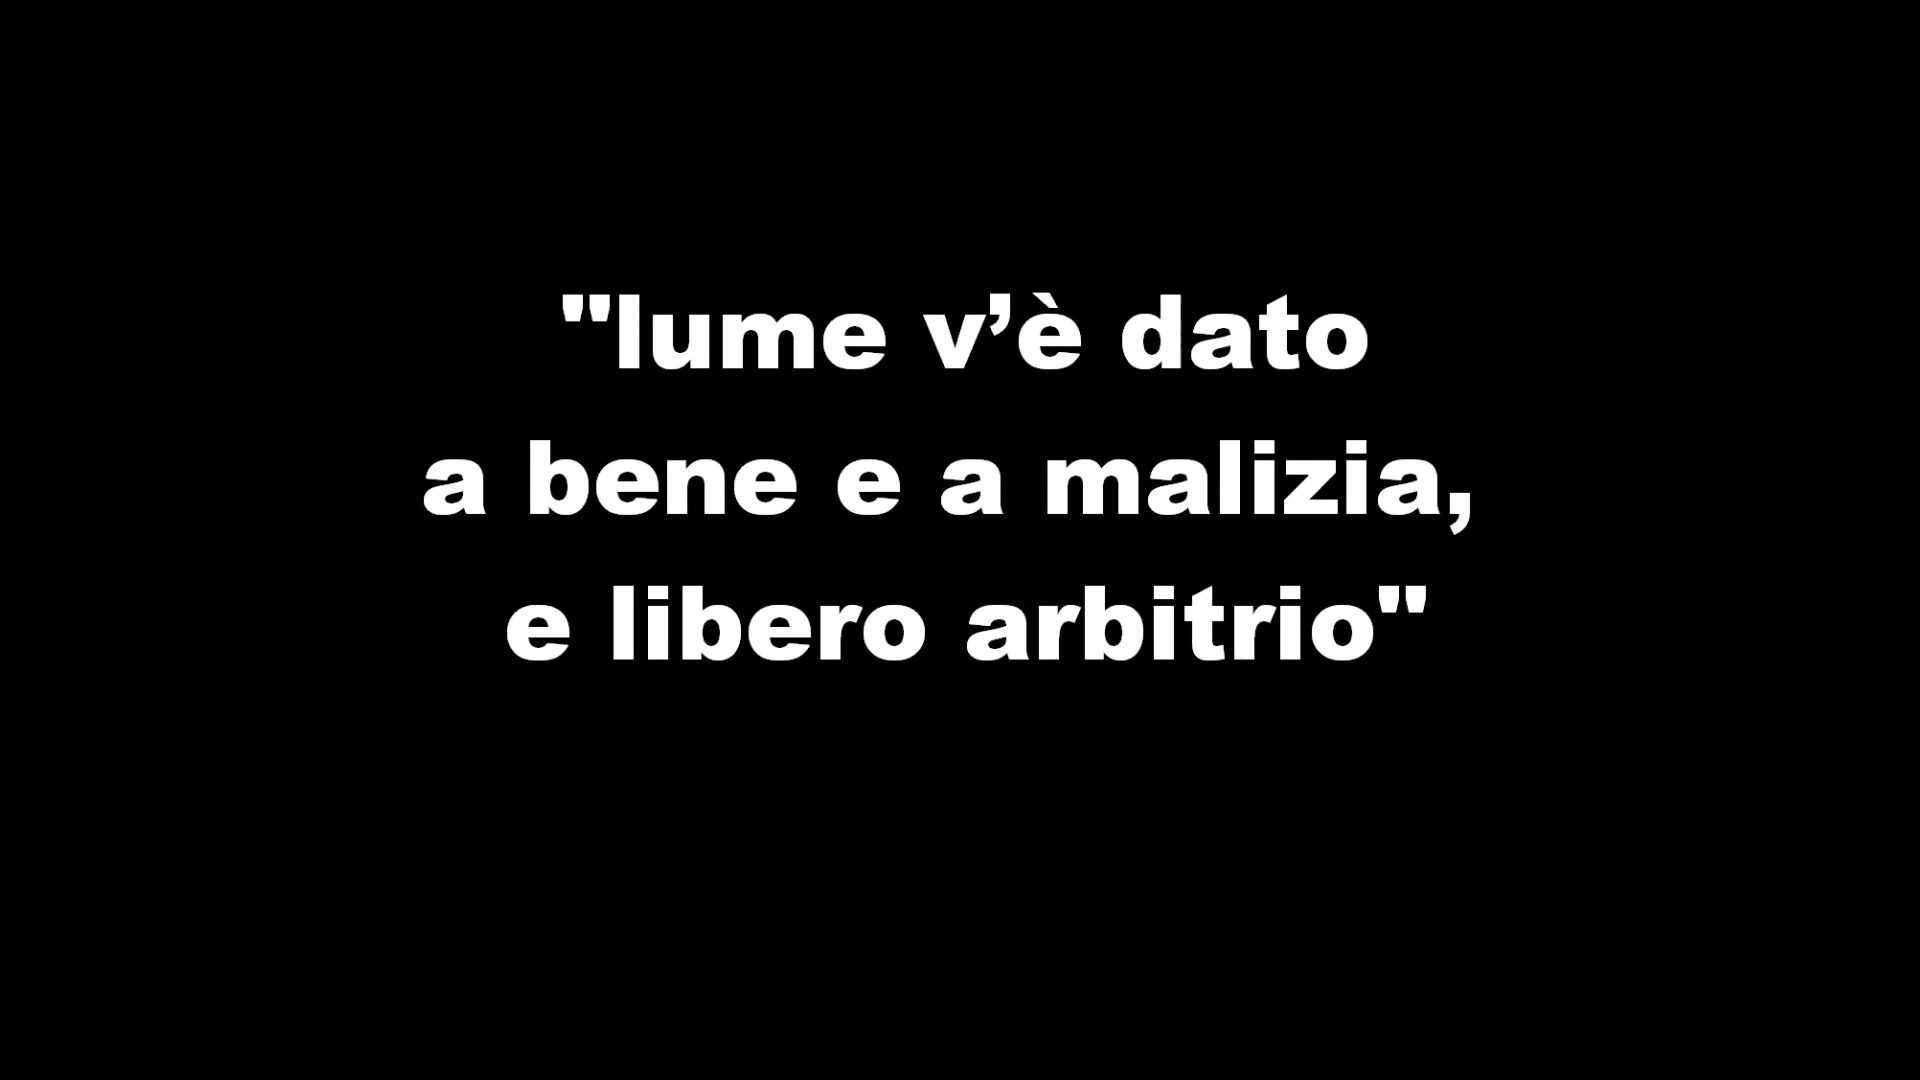 "lume v’è dato
a bene e a malizia,
e libero arbitrio"